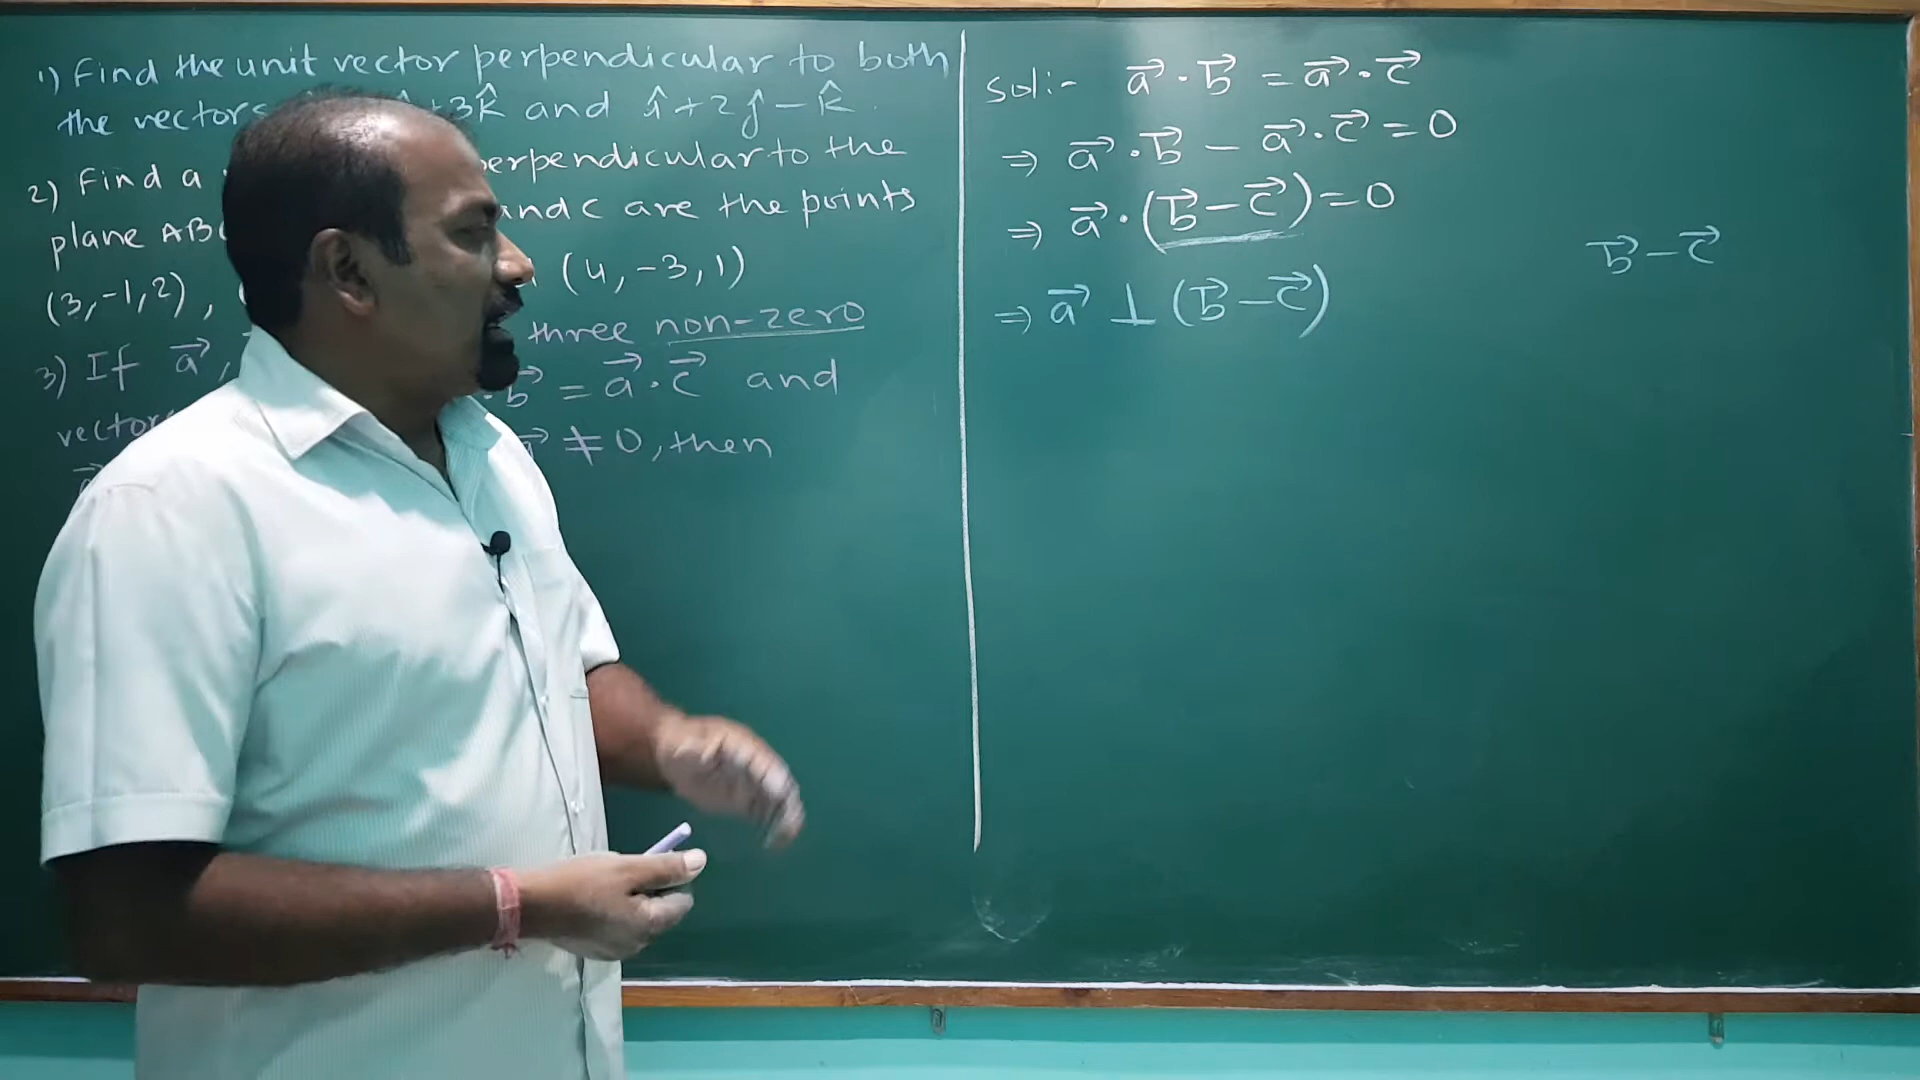 1) Find the unit vector perpendicular to both
the vectors +3k̂ and î+2ĵ-k̂.
2) Find a perpendicular to the
plane ABC and C are the points
(3,-1,2), (4,-3,1)
3) If a⃗, three non-zero
vectors ·b⃗ = a⃗·c⃗ and
a⃗ ≠ 0, then
sol:- a⃗·b⃗ = a⃗·c⃗
⇒ a⃗·b⃗ - a⃗·c⃗ = 0
⇒ a⃗·(b⃗-c⃗)=0
b⃗-c⃗
⇒ a⃗ ⊥ (b⃗-c⃗)